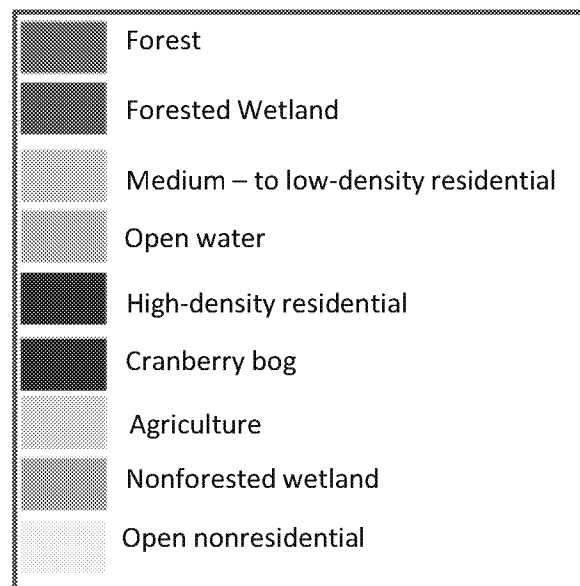 Forest
Forested Wetland
Medium – to low-density residential
Open water
High-density residential
Cranberry bog
Agriculture
Nonforested wetland
Open nonresidential